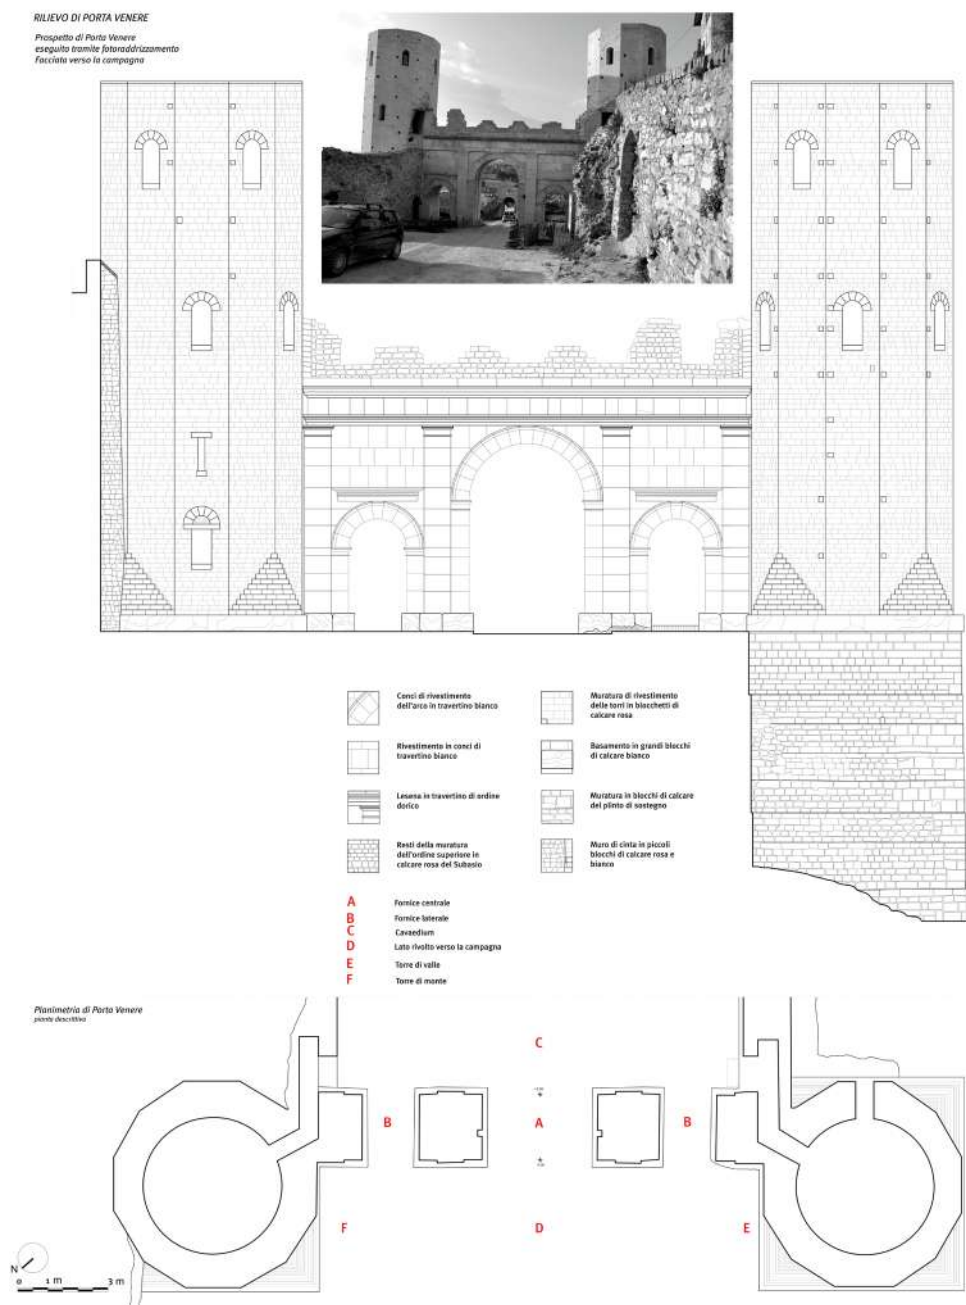 RILIEVO DI PORTA VENERE
Prospetto di Porta Venere
eseguito tramite fotoraddrizzamento
Facciata verso la campagna
Conci di rivestimento
dell'arco in travertino bianco
Rivestimento in conci di
travertino bianco
Lesena in travertino di ordine
dorico
Resti della muratura
dell'ordine superiore in
calcare rosa del Subasio
Muratura di rivestimento
delle torri in blocchetti di
calcare rosa
Basamento in grandi blocchi
di calcare bianco
Muratura in blocchi di calcare
del plinto di sostegno
Muro di cinta in piccoli
blocchi di calcare rosa e
bianco
A Fornice centrale
B Fornice laterale
C Cavaedium
D Lato rivolto verso la campagna
E Torre di valle
F Torre di monte
Planimetria di Porta Venere
pianta descrittiva
C
B A B
F D E
N
0 1 m 3 m